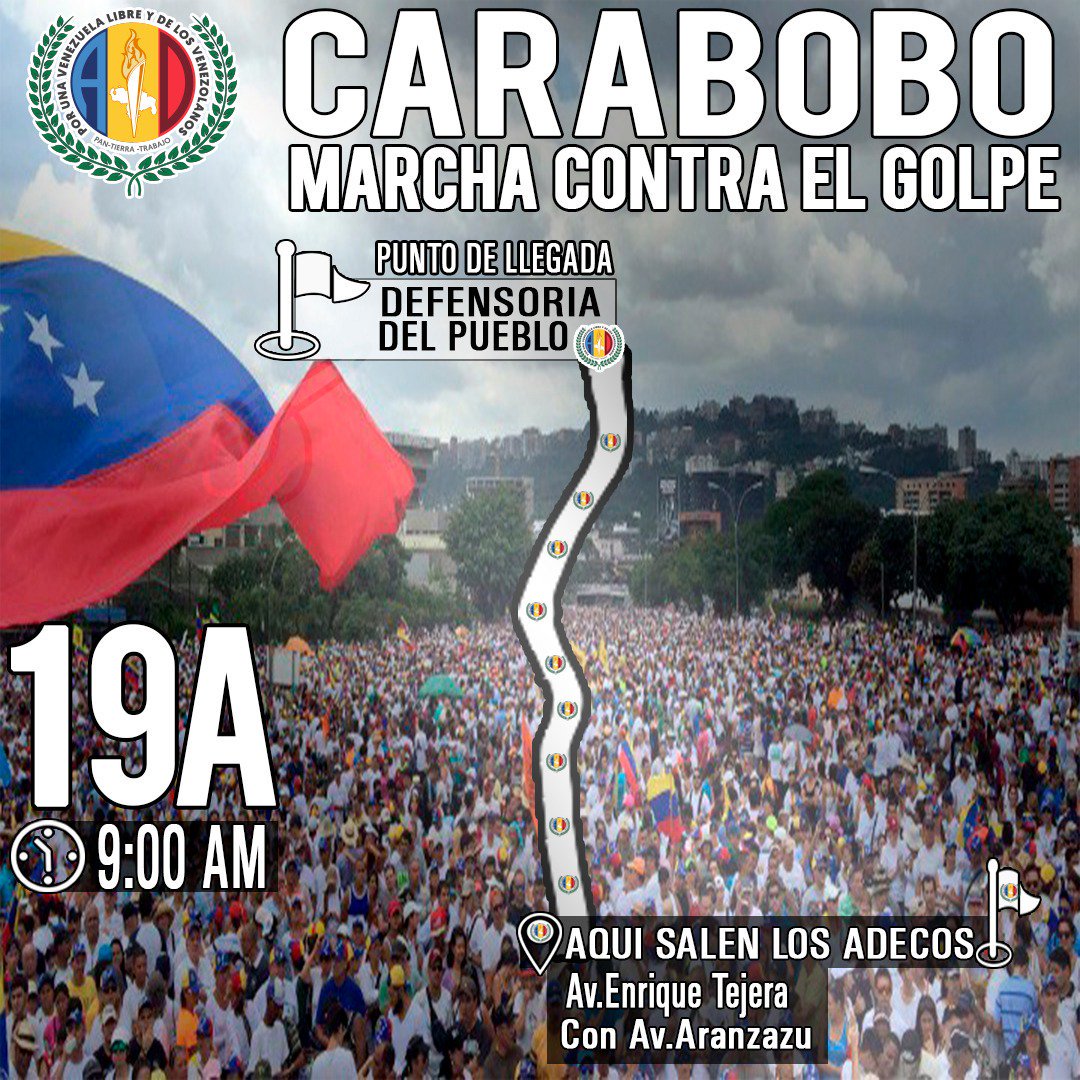 POR UNA VENEZUELA LIBRE Y DE LOS VENEZOLANOS
AD
PAN-TIERRA-TRABAJO
CARABOBO
MARCHA CONTRA EL GOLPE
PUNTO DE LLEGADA
DEFENSORIA
DEL PUEBLO
19A
9:00 AM
AQUI SALEN LOS ADECOS
Av.Enrique Tejera
Con Av.Aranzazu